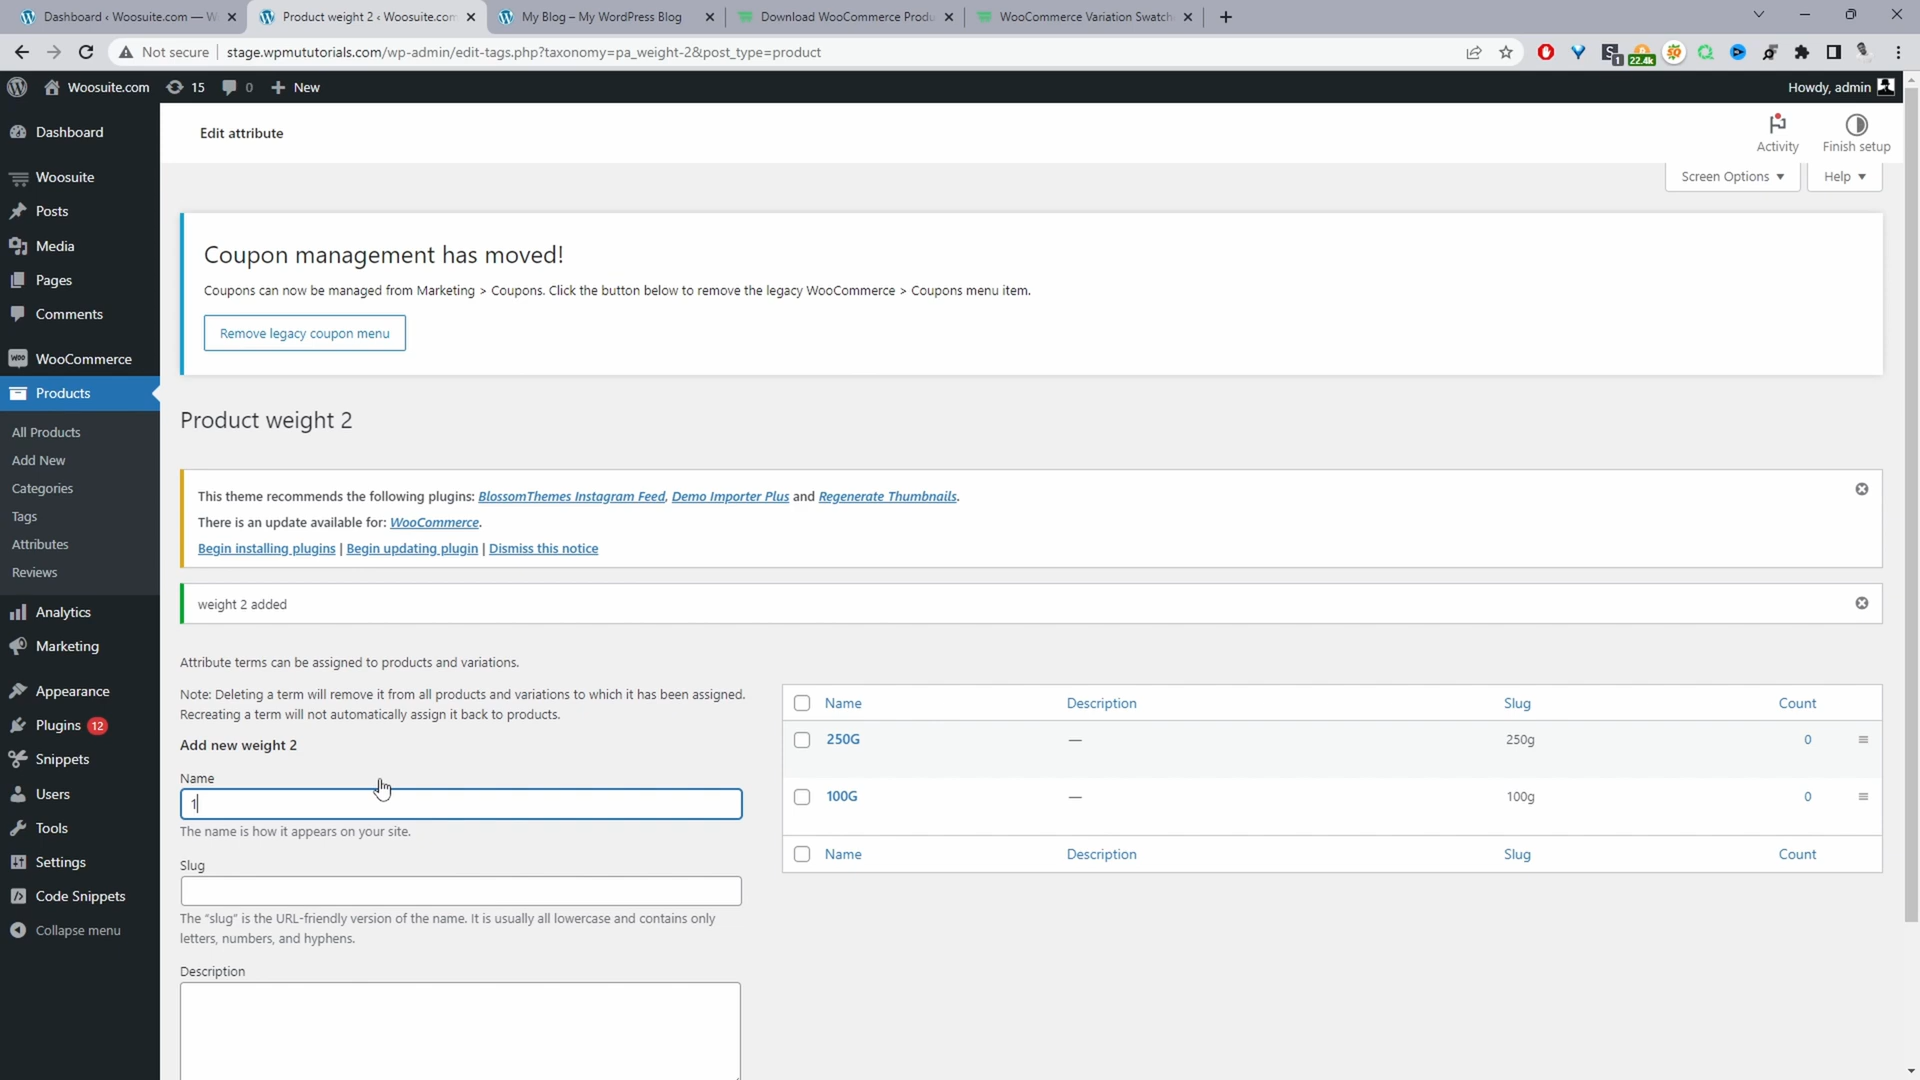 Dashboard ‹ Woosuite.com — W
Product weight 2 ‹ Woosuite.com
My Blog – My WordPress Blog
Download WooCommerce Produ
WooCommerce Variation Swatch
Not secure
stage.wpmututorials.com/wp-admin/edit-tags.php?taxonomy=pa_weight-2&post_type=product
1
22.4k
Woosuite.com
15
0
New
Howdy, admin
Dashboard
Woosuite
Posts
Media
Pages
Comments
WooCommerce
Products
All Products
Add New
Categories
Tags
Attributes
Reviews
Analytics
Marketing
Appearance
Plugins 12
Snippets
Users
Tools
Settings
Code Snippets
Collapse menu
Edit attribute
Activity
Finish setup
Screen Options
Help
Coupon management has moved!
Coupons can now be managed from Marketing > Coupons. Click the button below to remove the legacy WooCommerce > Coupons menu item.
Remove legacy coupon menu
Product weight 2
This theme recommends the following plugins: BlossomThemes Instagram Feed, Demo Importer Plus and Regenerate Thumbnails.
There is an update available for: WooCommerce.
Begin installing plugins | Begin updating plugin | Dismiss this notice
weight 2 added
Attribute terms can be assigned to products and variations.
Note: Deleting a term will remove it from all products and variations to which it has been assigned.
Recreating a term will not automatically assign it back to products.
Add new weight 2
Name
1
The name is how it appears on your site.
Slug
The “slug” is the URL-friendly version of the name. It is usually all lowercase and contains only
letters, numbers, and hyphens.
Description
Name Description Slug Count
250G — 250g 0
100G — 100g 0
Name Description Slug Count